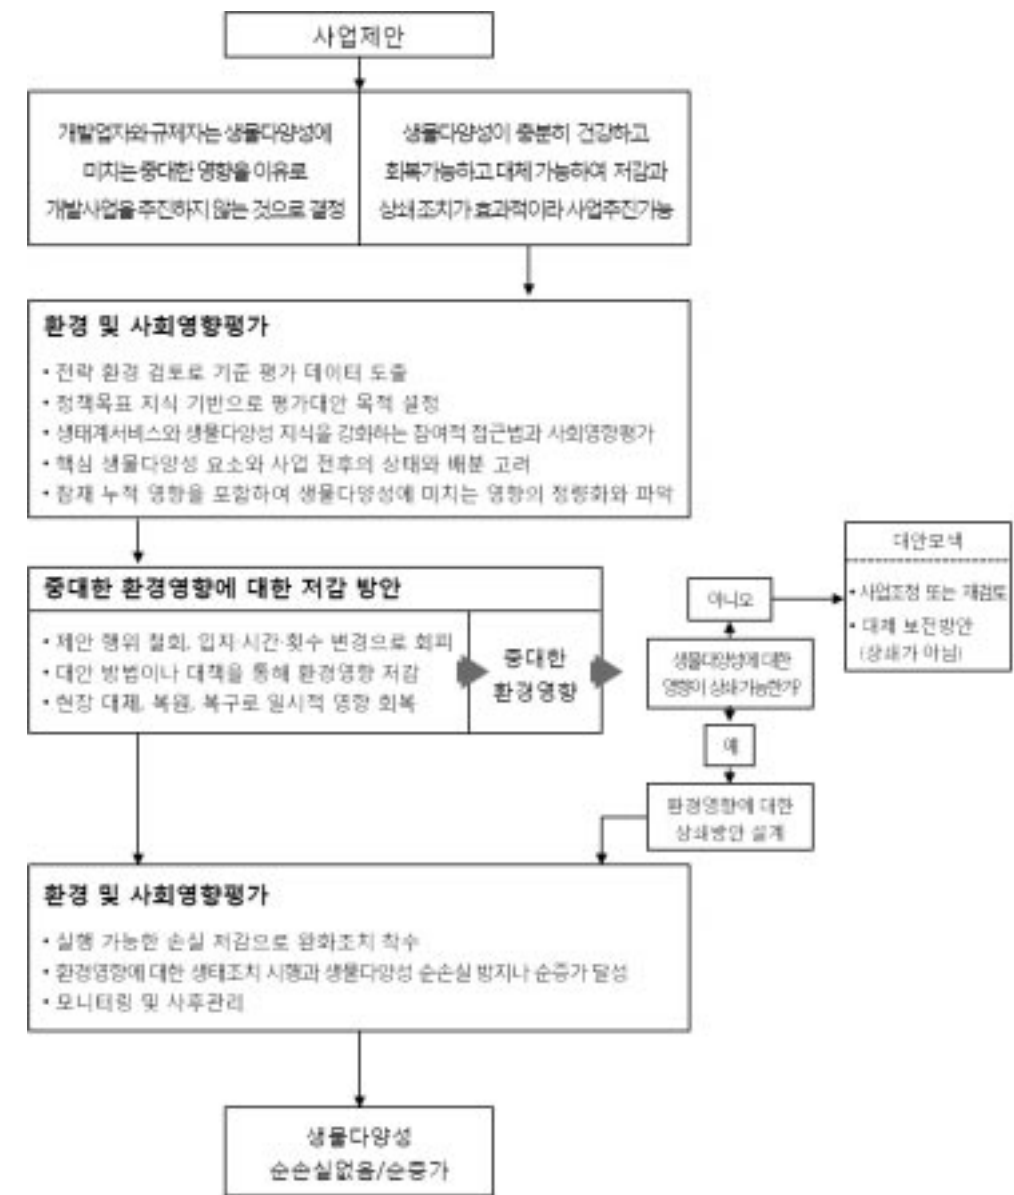 사업제안
개발업자와 규제자는 생물다양성에
미치는 중대한 영향을 이유로
개발사업을 추진하지 않는 것으로 결정
생물다양성이 충분히 건강하고
회복가능하고 대체 가능하여 저감과
상쇄 조치가 효과적이라 사업추진가능
환경 및 사회영향평가
• 전략 환경 검토로 기준 평가 데이터 도출
• 정책목표 지식 기반으로 평가대안 목적 설정
• 생태계서비스와 생물다양성 지식을 강화하는 참여적 접근법과 사회영향평가
• 핵심 생물다양성 요소와 사업 전후의 상태와 배분 고려
• 잠재 누적 영향을 포함하여 생물다양성에 미치는 영향의 정량화와 파악
중대한 환경영향에 대한 저감 방안
• 제안 행위 철회, 입지·시간·횟수 변경으로 회피
• 대안 방법이나 대책을 통해 환경영향 저감
• 현장 대체, 복원, 복구로 일시적 영향 회복
중대한
환경영향
아니오
생물다양성에 대한
영향이 상쇄 가능한가?
예
환경영향에 대한
상쇄방안 설계
대안모색
• 사업조정 또는 재검토
• 대체 보전방안
(상쇄가 아님)
환경 및 사회영향평가
• 실행 가능한 손실 저감으로 완화조치 착수
• 환경영향에 대한 생태조치 시행과 생물다양성 순손실 방지나 순증가 달성
• 모니터링 및 사후관리
생물다양성
순손실없음/순증가